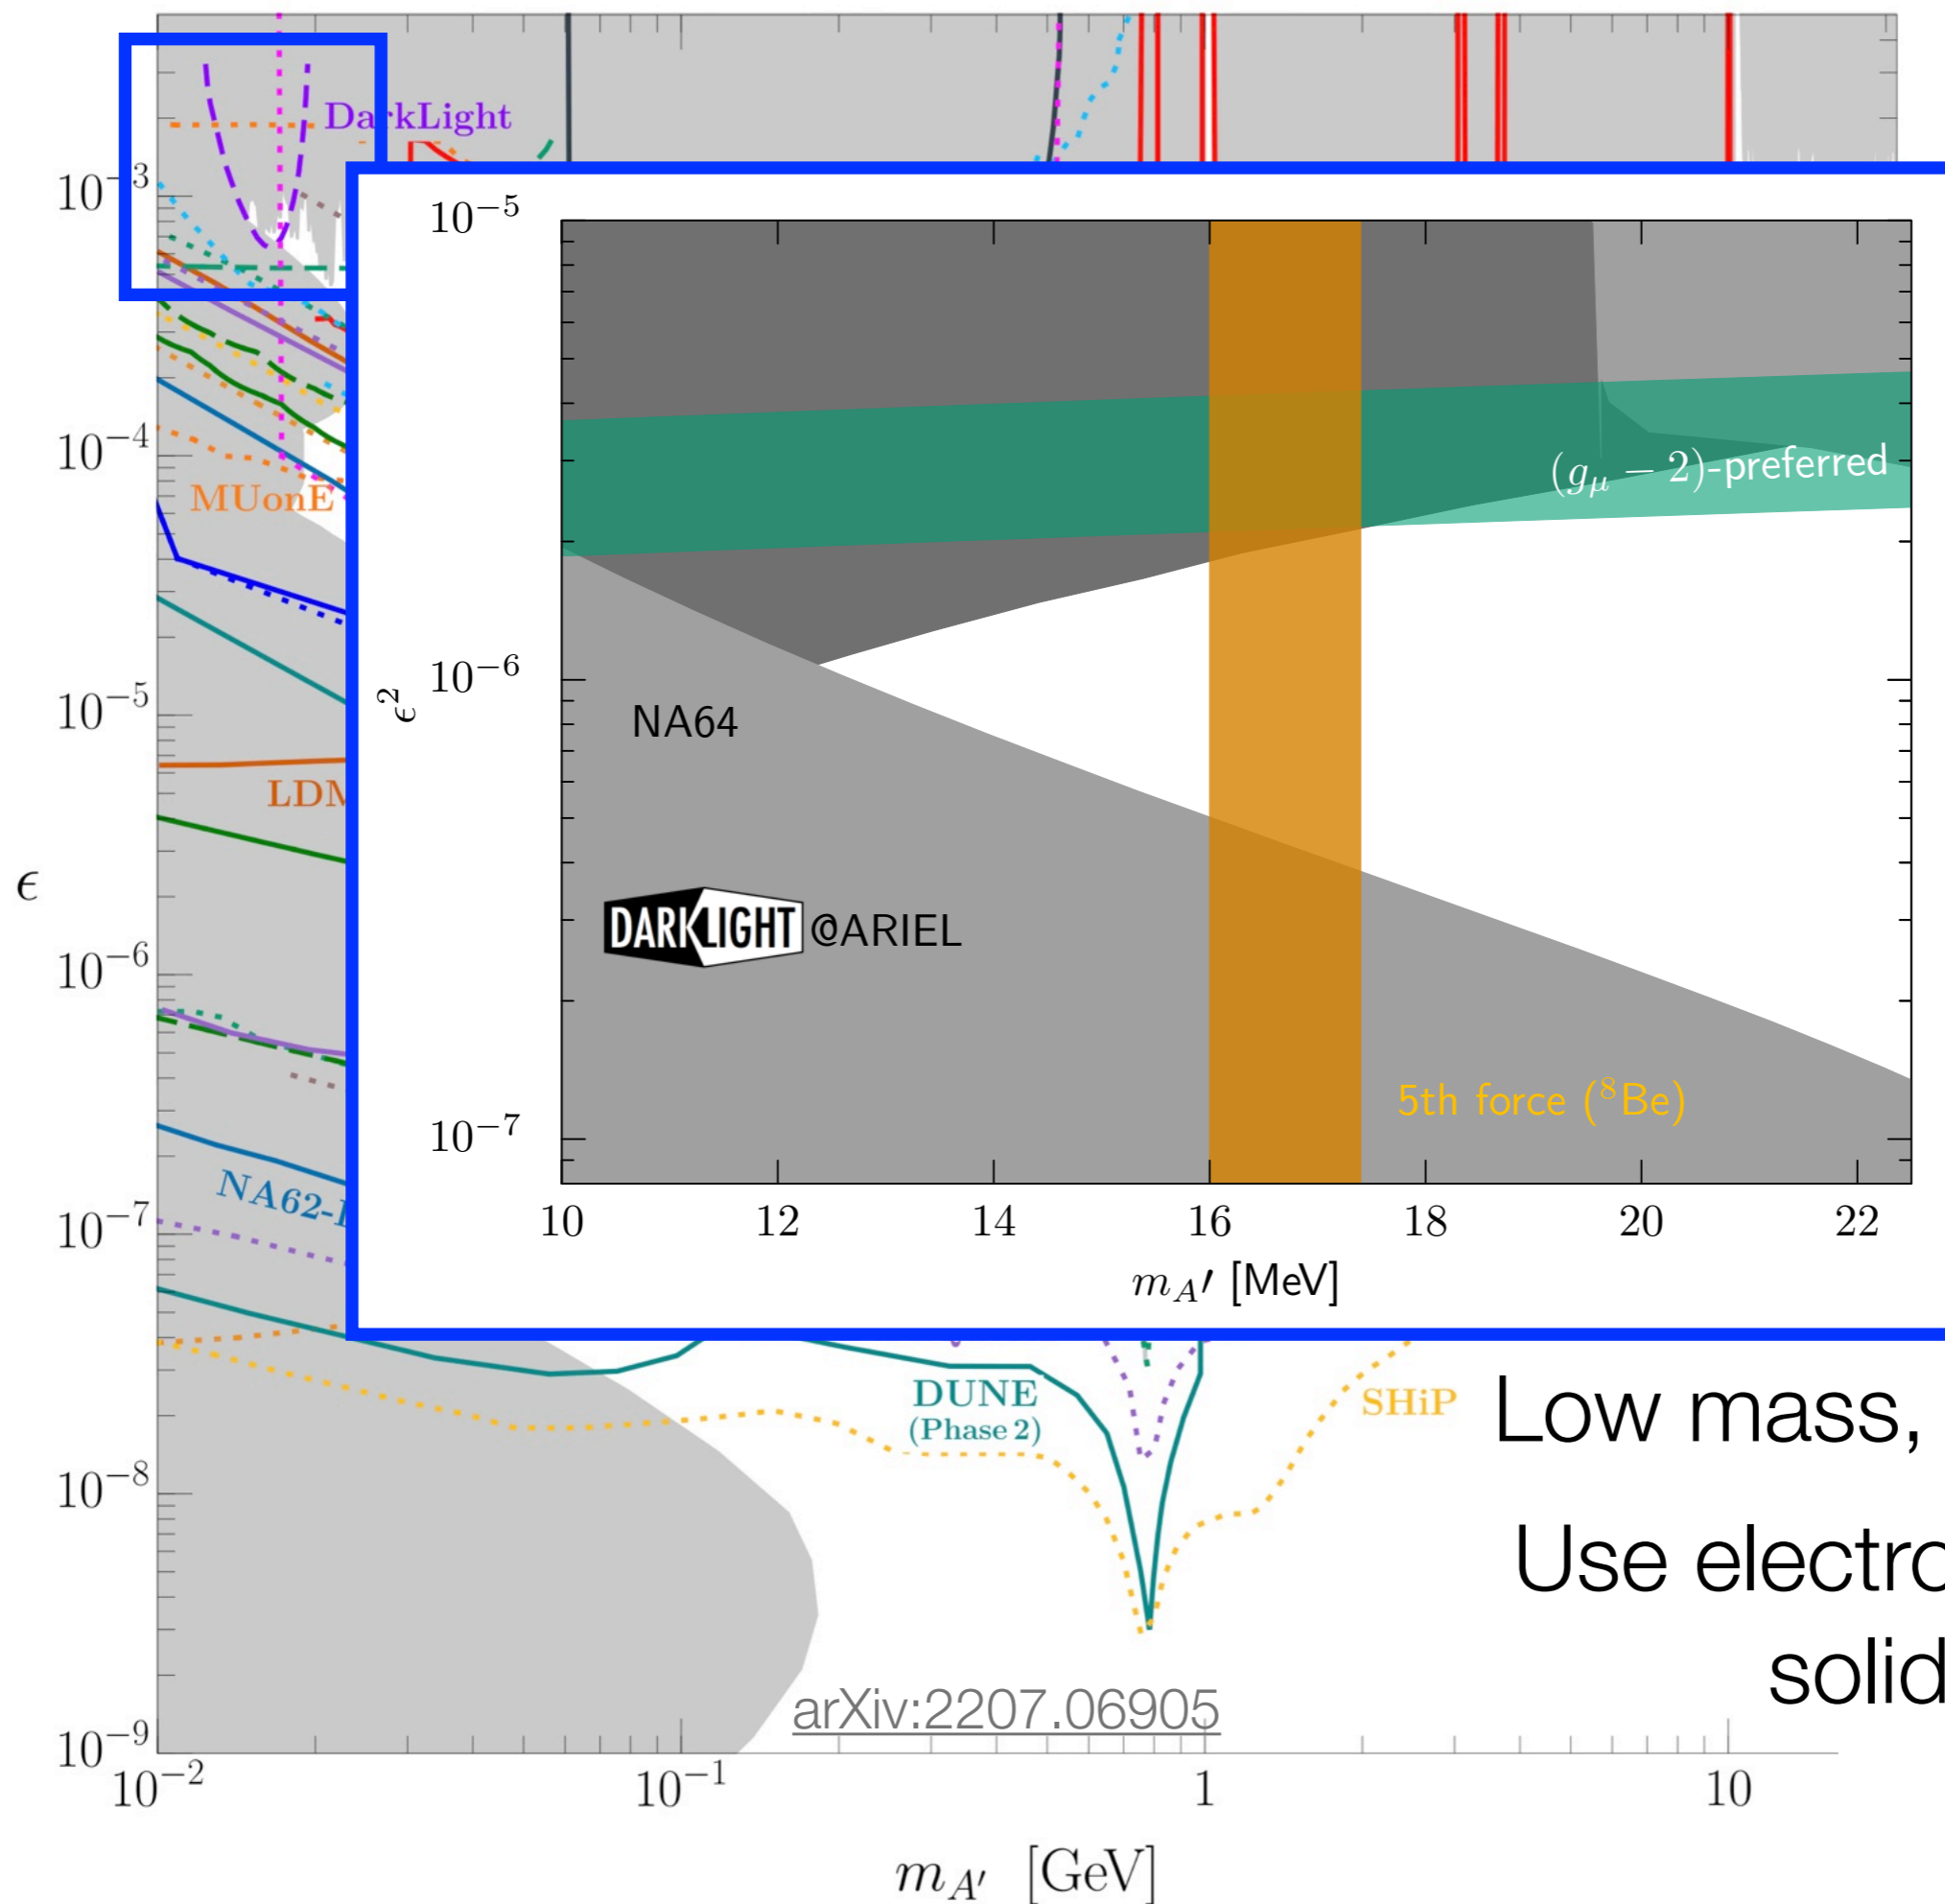 DarkLight
10⁻³
10⁻⁴
MUonE
10⁻⁵
LDM
ϵ
10⁻⁶
NA62-
10⁻⁷
10⁻⁸
10⁻⁹
10⁻²
10⁻¹
1
10
m_A′ [GeV]
10⁻⁵
(g_μ − 2)-preferred
10⁻⁶
ϵ²
NA64
DARKLIGHT @ARIEL
5th force (⁸Be)
10⁻⁷
10 12 14 16 18 20 22
m_A′ [MeV]
DUNE
(Phase 2)
SHiP
Low mass,
Use electro
solid
arXiv:2207.06905